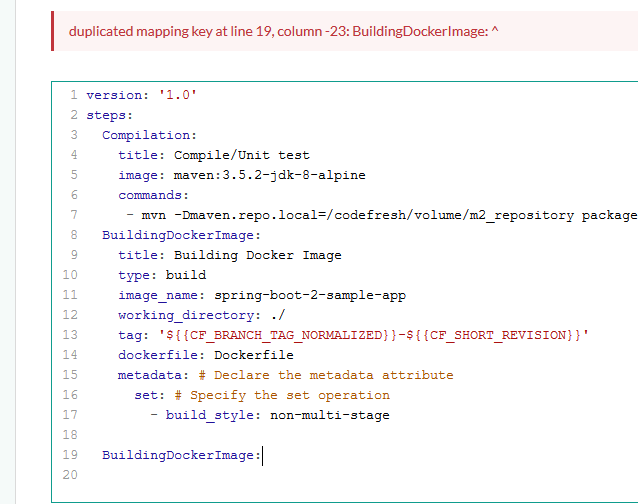 duplicated mapping key at line 19, column -23: BuildingDockerImage: ^
1 version: '1.0'
2 steps:
3   Compilation:
4     title: Compile/Unit test
5     image: maven:3.5.2-jdk-8-alpine
6     commands:
7      - mvn -Dmaven.repo.local=/codefresh/volume/m2_repository package
8   BuildingDockerImage:
9     title: Building Docker Image
10     type: build
11     image_name: spring-boot-2-sample-app
12     working_directory: ./
13     tag: '${{CF_BRANCH_TAG_NORMALIZED}}-${{CF_SHORT_REVISION}}'
14     dockerfile: Dockerfile
15     metadata: # Declare the metadata attribute
16       set: # Specify the set operation
17         - build_style: non-multi-stage
18
19   BuildingDockerImage:
20